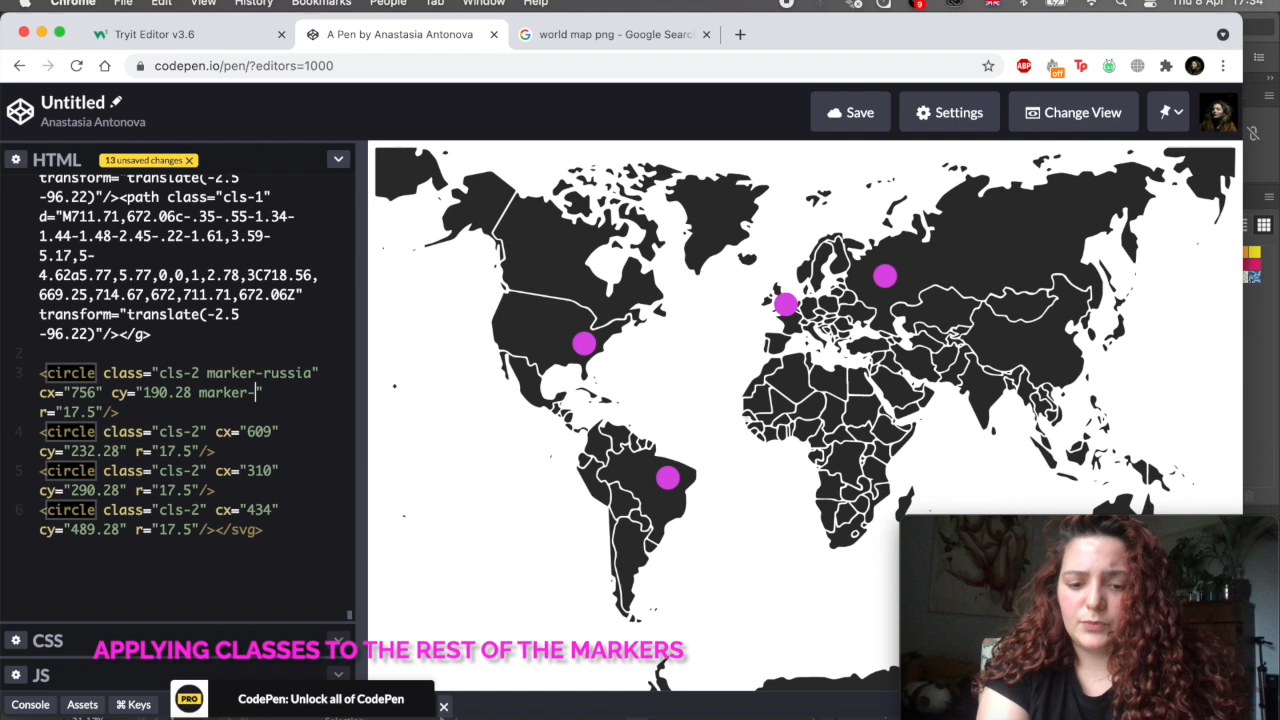 Chrome File Edit View History Bookmarks People Tab Window Help 9 Thu 8 Apr 17:34
Tryit Editor v3.6
A Pen by Anastasia Antonova
world map png - Google Searc
codepen.io/pen/?editors=1000
ABP
off
Tp
Untitled
Anastasia Antonova
Save
Settings
Change View
HTML
13 unsaved changes
transform="translate(-2.5
-96.22)"/><path class="cls-1"
d="M711.71,672.06c-.35-.55-1.34-
1.44-1.48-2.45-.22-1.61,3.59-
5.17,5-
4.62a5.77,5.77,0,0,1,2.78,3C718.56,
669.25,714.67,672,711.71,672.06Z"
transform="translate(-2.5
-96.22)"/></g>
2
3 <circle class="cls-2 marker-russia"
cx="756" cy="190.28 marker-"
r="17.5"/>
4 <circle class="cls-2" cx="609"
cy="232.28" r="17.5"/>
5 <circle class="cls-2" cx="310"
cy="290.28" r="17.5"/>
6 <circle class="cls-2" cx="434"
cy="489.28" r="17.5"/></svg>
CSS
APPLYING CLASSES TO THE REST OF THE MARKERS
JS
Console
Assets
⌘ Keys
PRO
CodePen: Unlock all of CodePen